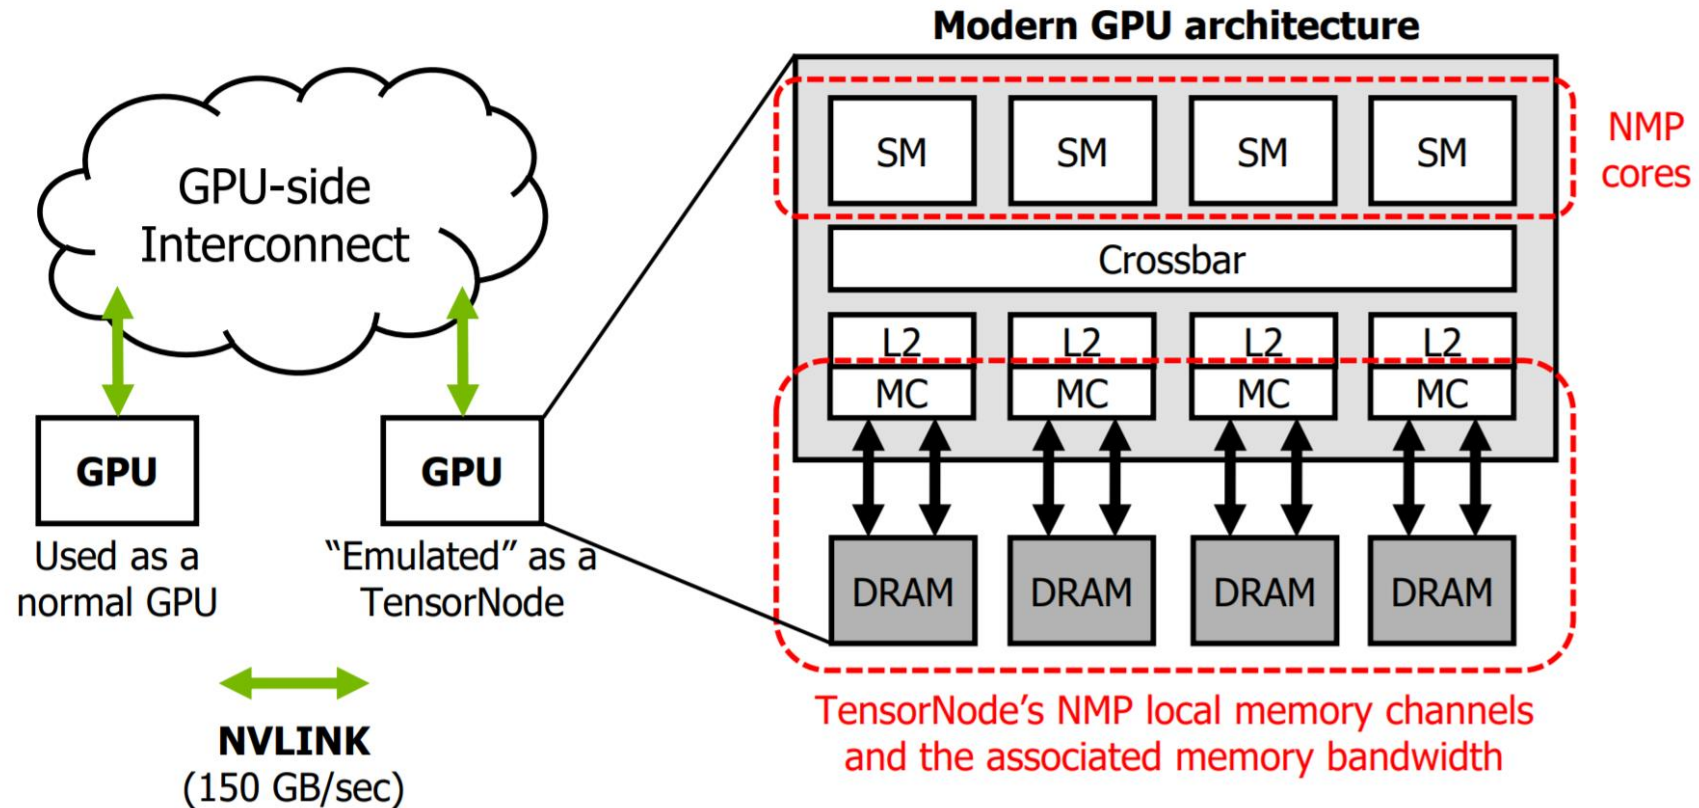 Modern GPU architecture
GPU-side
Interconnect
GPU
Used as a
normal GPU
GPU
“Emulated” as a
TensorNode
NVLINK
(150 GB/sec)
SM SM SM SM
NMP
cores
Crossbar
L2 L2 L2 L2
MC MC MC MC
DRAM DRAM DRAM DRAM
TensorNode’s NMP local memory channels
and the associated memory bandwidth